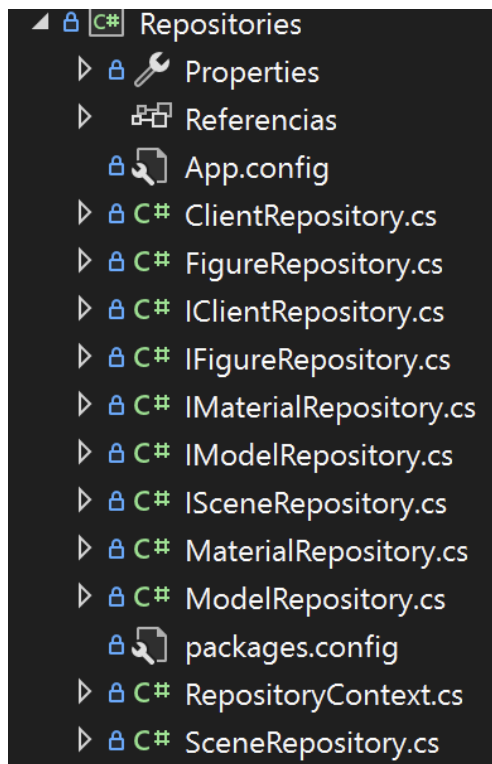 C# Repositories
Properties
Referencias
App.config
C# ClientRepository.cs
C# FigureRepository.cs
C# IClientRepository.cs
C# IFigureRepository.cs
C# IMaterialRepository.cs
C# IModelRepository.cs
C# ISceneRepository.cs
C# MaterialRepository.cs
C# ModelRepository.cs
packages.config
C# RepositoryContext.cs
C# SceneRepository.cs